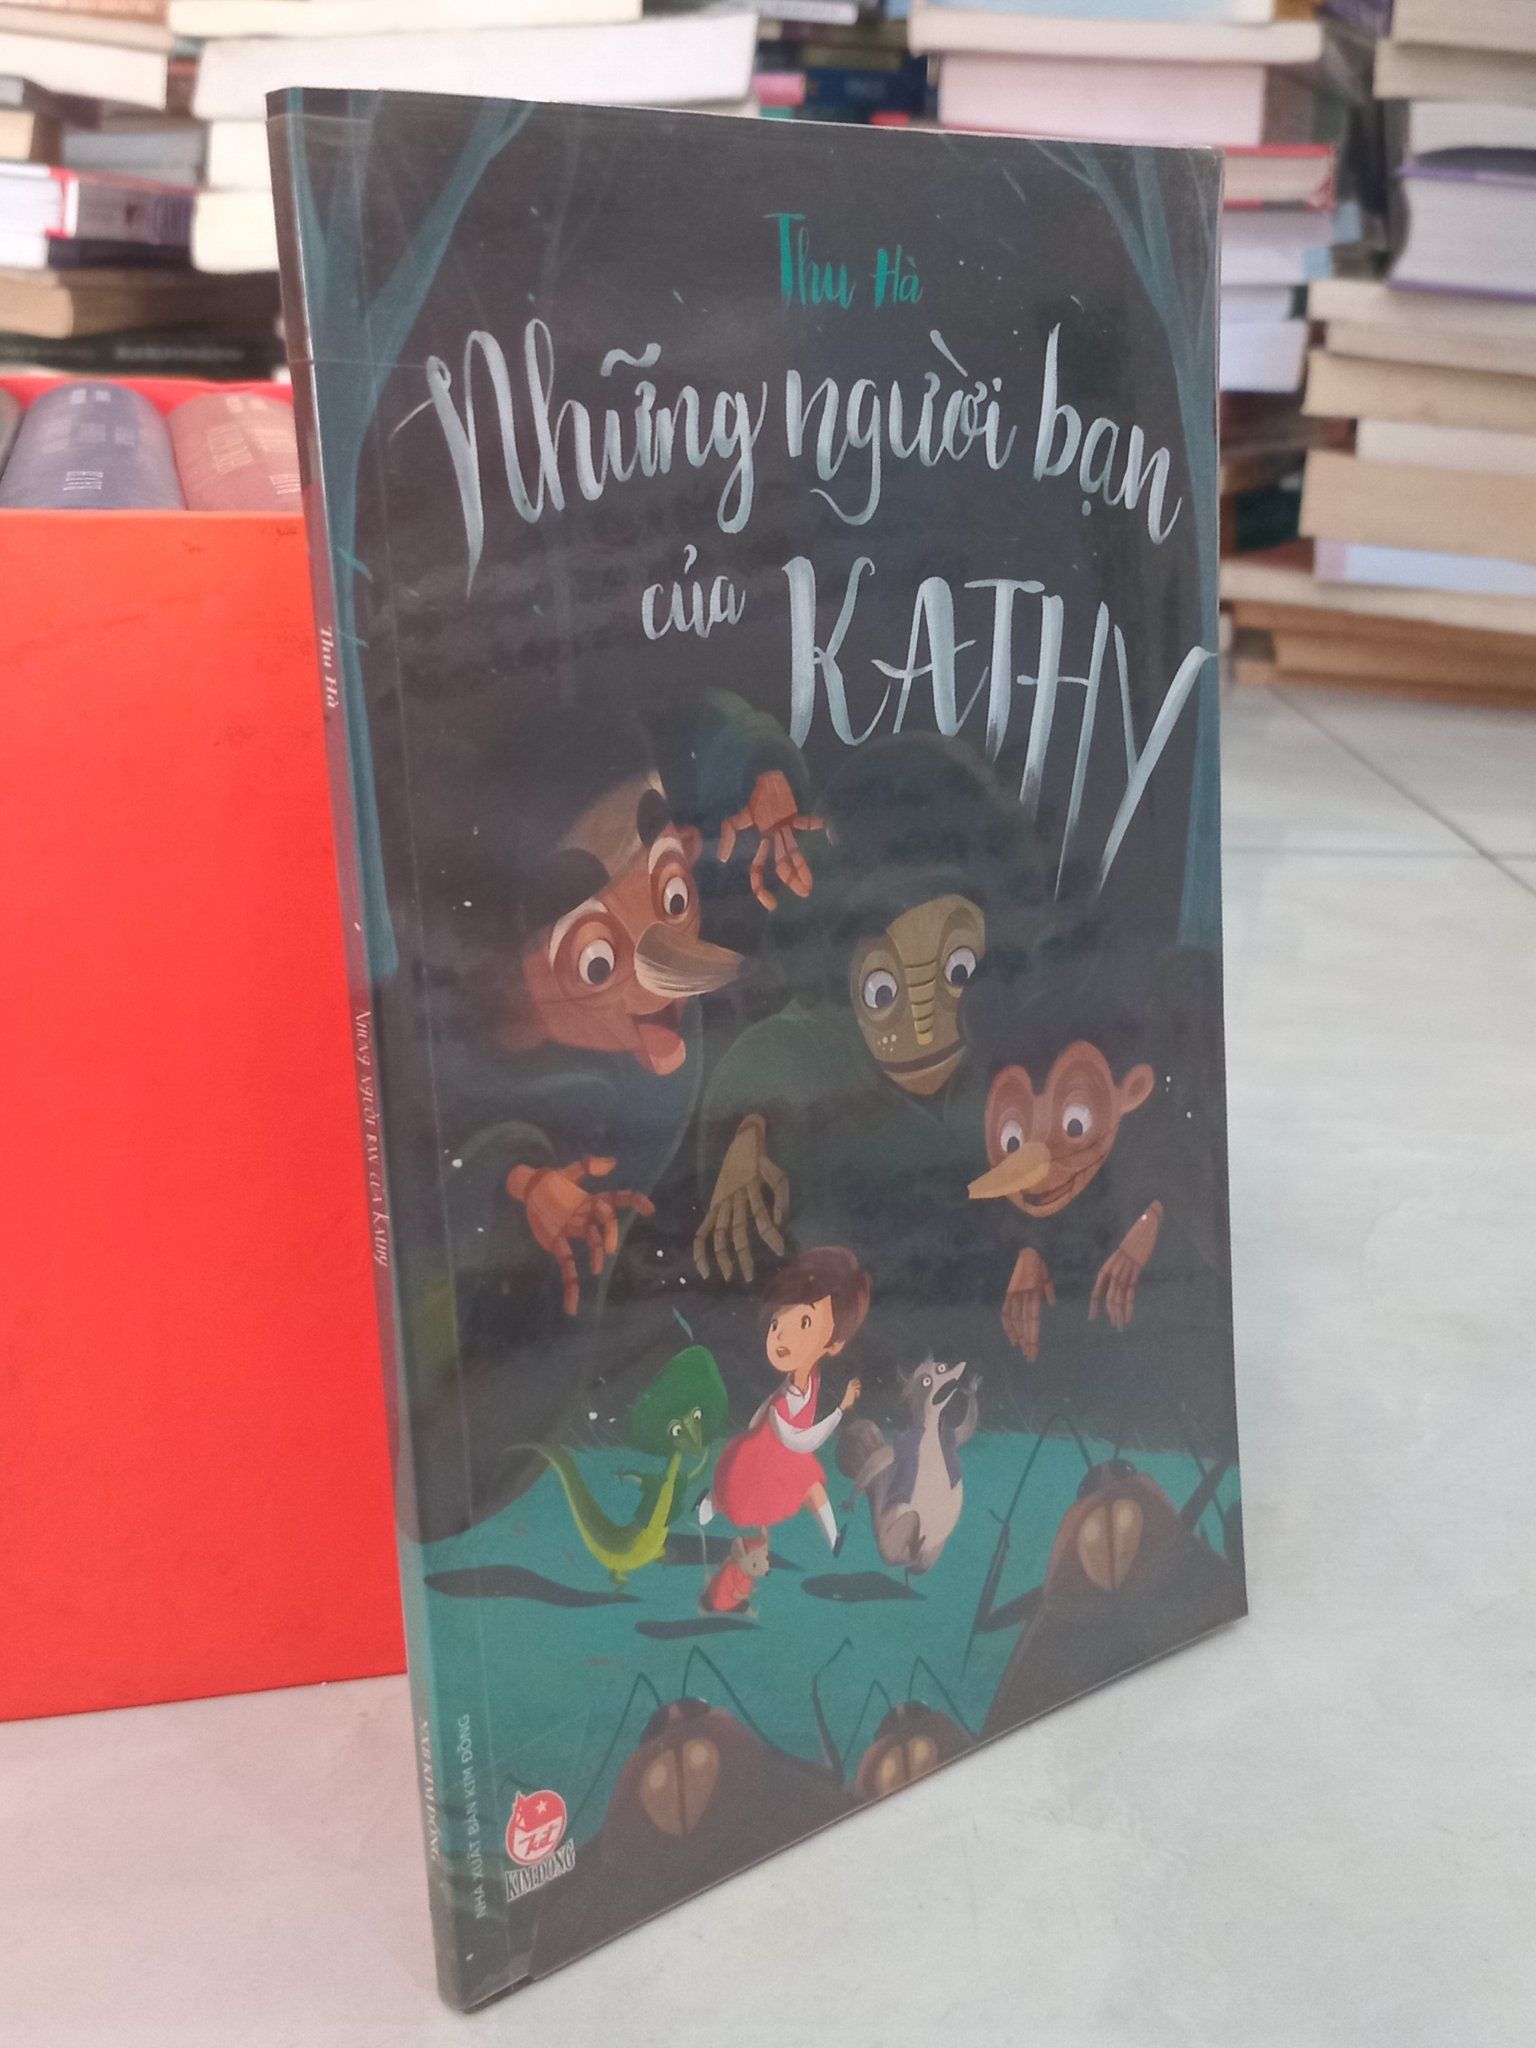 Thu Hà
Những người bạn
của KATHY
Thu Hà
Những người bạn của Kathy
NXB KIM ĐỒNG
NHÀ XUẤT BẢN KIM ĐỒNG
KIM ĐỒNG